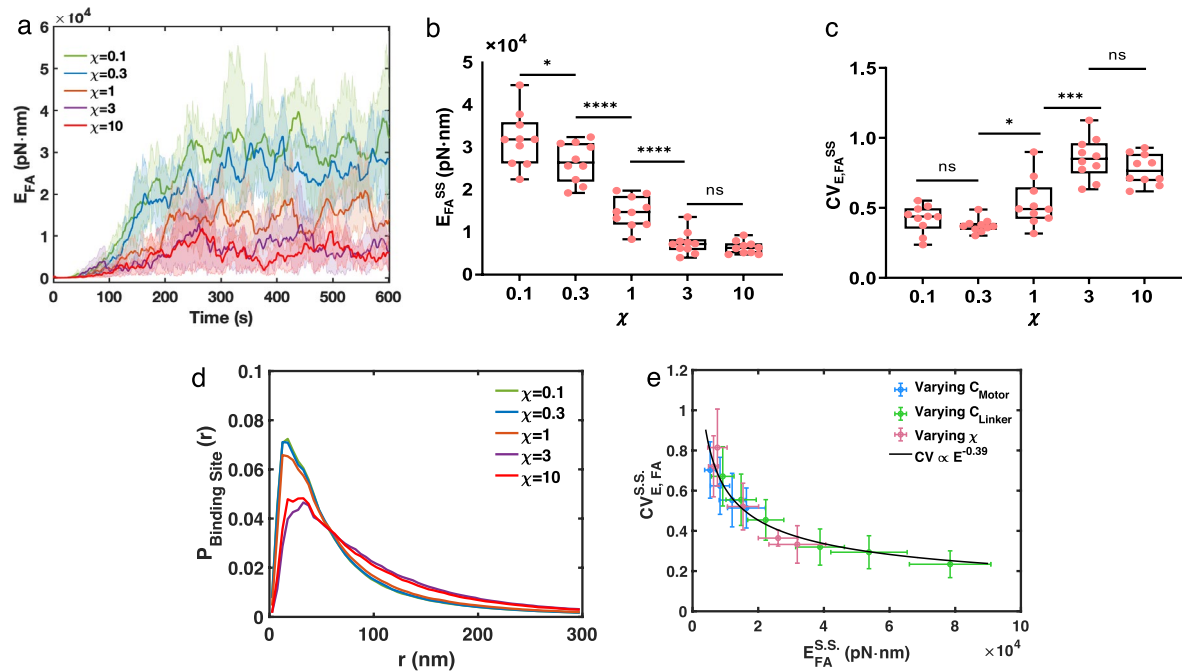 a
× 10⁴
6
5
4
3
2
1
0
E_FA (pN·nm)
χ=0.1
χ=0.3
χ=1
χ=3
χ=10
0 100 200 300 400 500 600
Time (s)
b
×10⁴
5
4
3
2
1
0
E_FA^SS (pN·nm)
* **** **** ns
0.1 0.3 1 3 10
χ
c
1.5
1.0
0.5
0.0
CV_E,FA^SS
ns * *** ns
0.1 0.3 1 3 10
χ
d
0.1
0.08
0.06
0.04
0.02
0
P_Binding Site (r)
χ=0.1
χ=0.3
χ=1
χ=3
χ=10
0 100 200 300
r (nm)
e
1.2
1
0.8
0.6
0.4
0.2
0
CV_E, FA^S.S.
Varying C_Motor
Varying C_Linker
Varying χ
CV ∝ E^-0.39
0 2 4 6 8 10
× 10⁴
E_FA^S.S. (pN·nm)